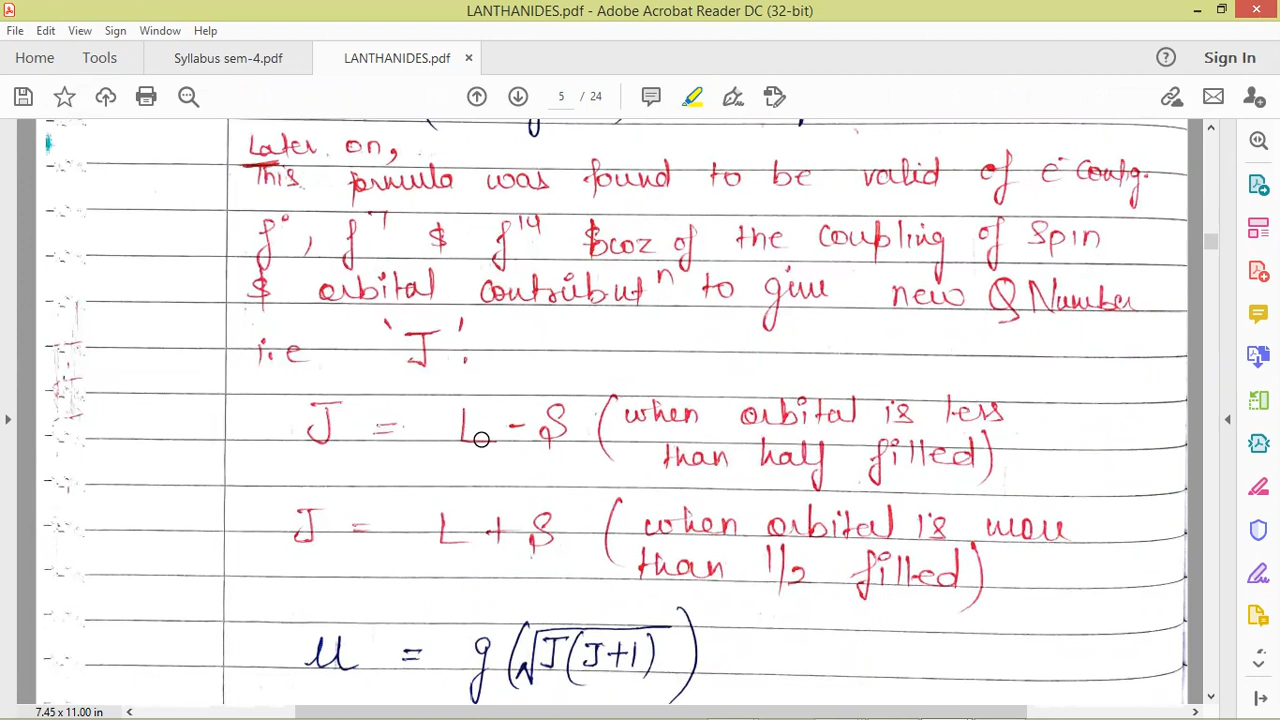 LANTHANIDES.pdf - Adobe Acrobat Reader DC (32-bit)
File Edit View Sign Window Help
Home Tools Syllabus sem-4.pdf LANTHANIDES.pdf × Sign In
5 / 24
Later on,
This formula was found to be valid of e⁻ Confg.
f⁰, f⁷ & f¹⁴ bcoz of the coupling of spin
& orbital contributⁿ to give new Q Number
i.e 'J'.
J = L - S (when orbital is less
than half filled)
J = L + S (when orbital is more
than 1/2 filled)
μ = g(√J(J+1))
7.45 x 11.00 in